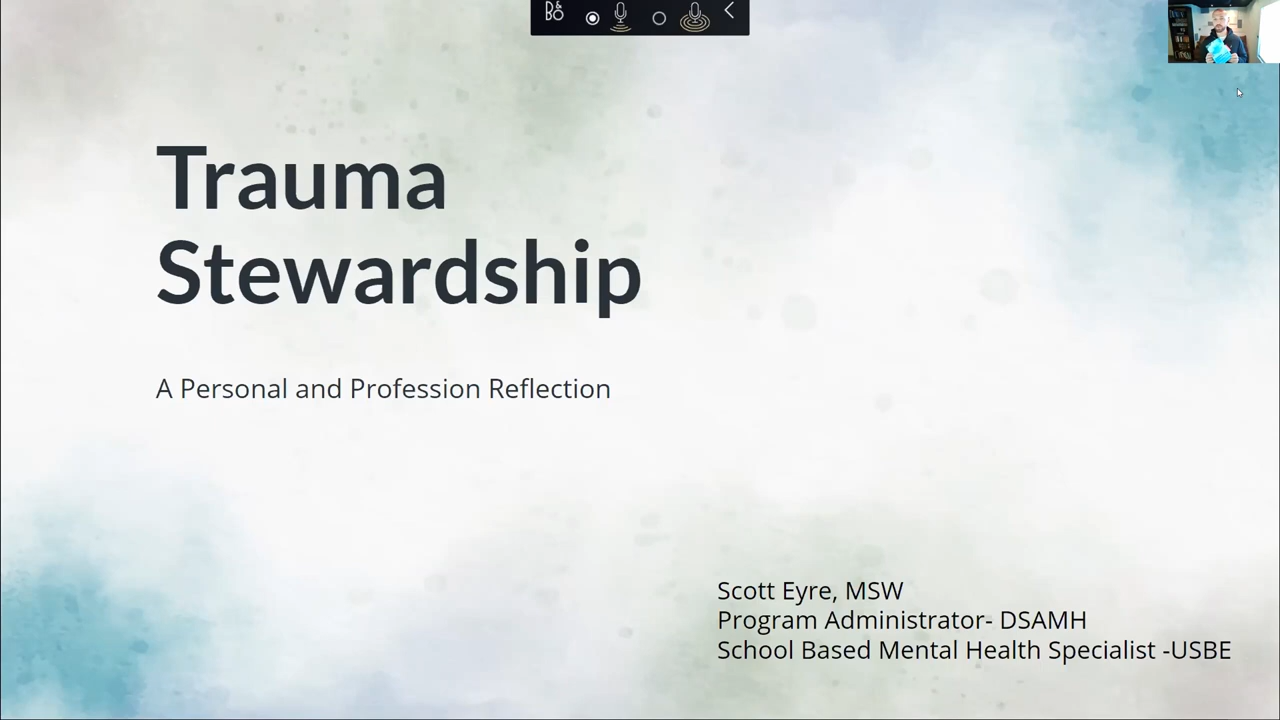 B&O
Trauma
Stewardship
A Personal and Profession Reflection
Scott Eyre, MSW
Program Administrator- DSAMH
School Based Mental Health Specialist -USBE